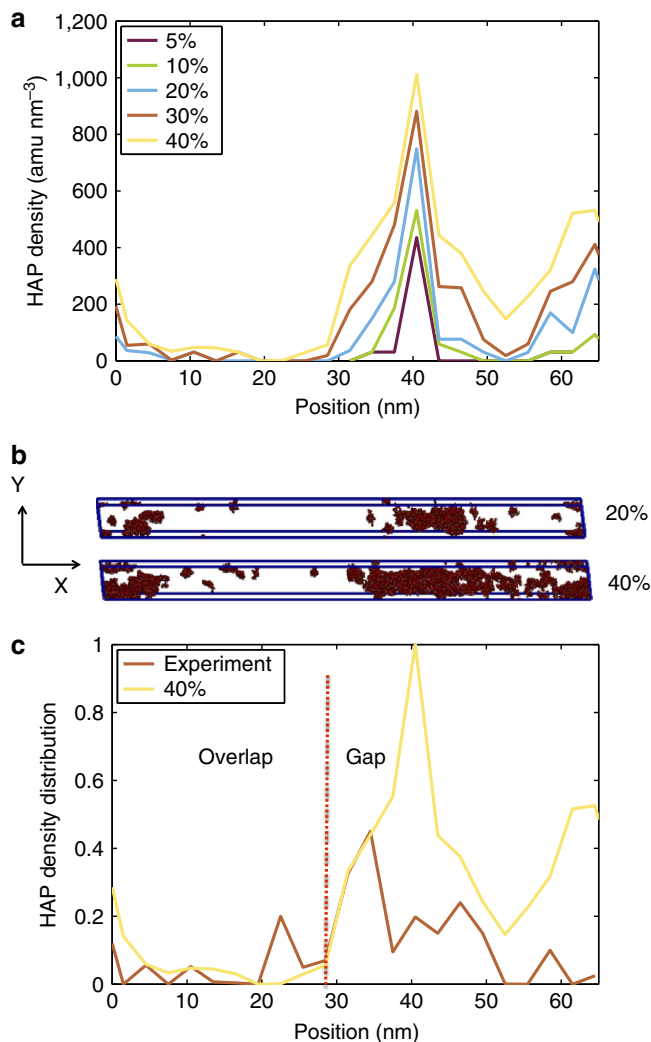 a
1,200
1,000
800
600
400
200
0
HAP density (amu nm⁻³)
5%
10%
20%
30%
40%
0 10 20 30 40 50 60
Position (nm)
b
Y
X
20%
40%
c
1
0.8
0.6
0.4
0.2
0
HAP density distribution
Experiment
40%
Overlap Gap
0 10 20 30 40 50 60
Position (nm)